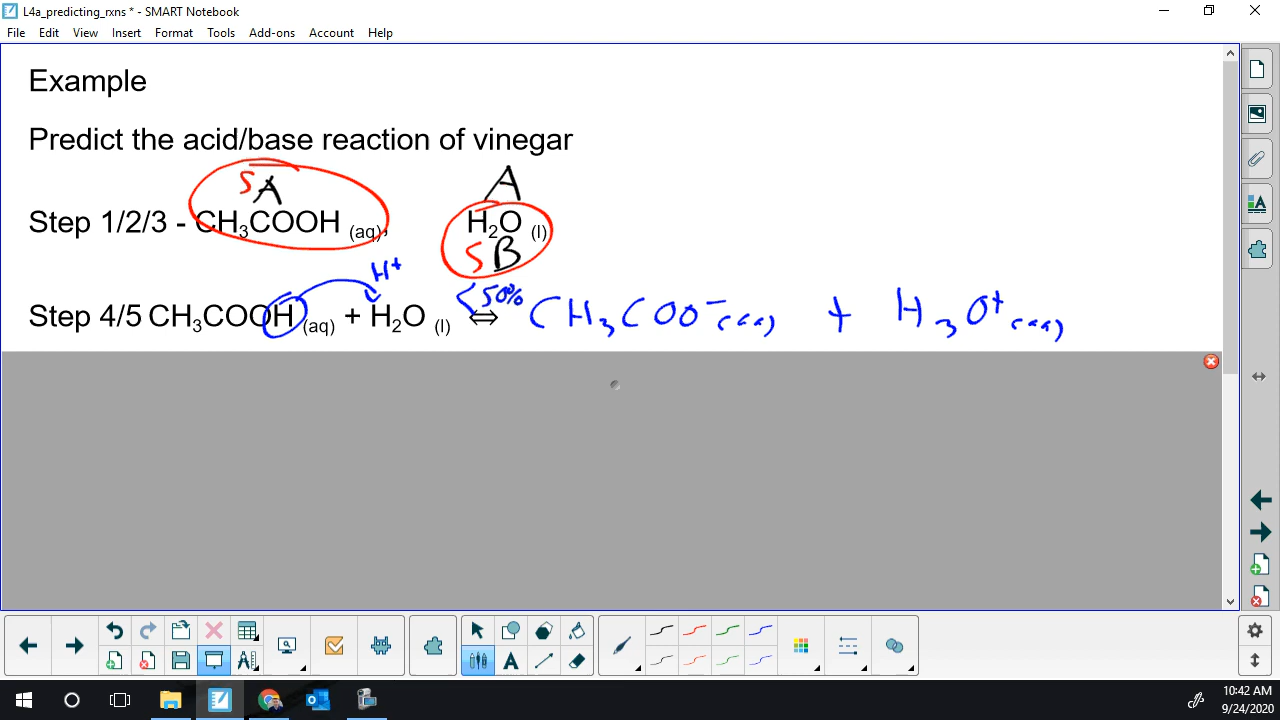 L4a_predicting_rxns * - SMART Notebook
File Edit View Insert Format Tools Add-ons Account Help
Example
Predict the acid/base reaction of vinegar
SA A
Step 1/2/3 - CH₃COOH (aq), H₂O (l)
SB
H⁺
<50%
Step 4/5 CH₃COOH (aq) + H₂O (l) ⇔ CH₃COO⁻(aq) + H₃O⁺(aq)
10:42 AM
9/24/2020